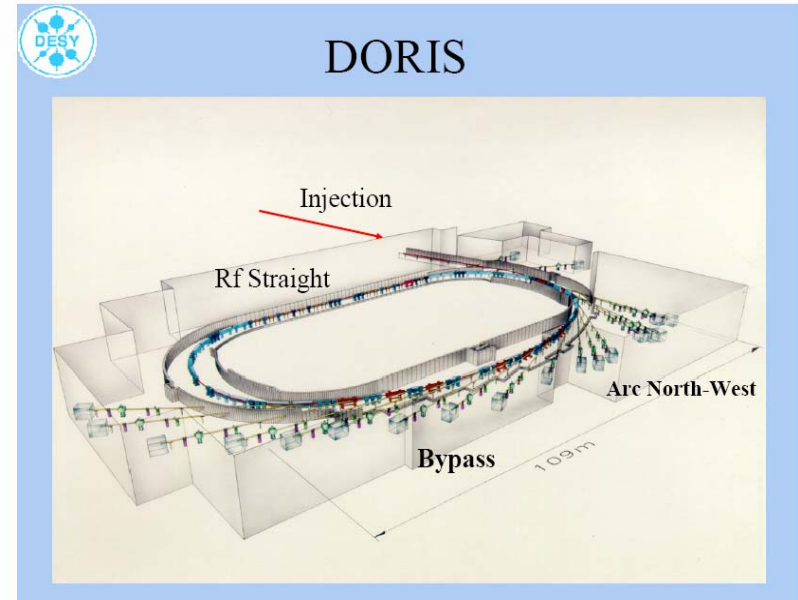 DESY
DORIS
Injection
Rf Straight
Arc North-West
Bypass
109m